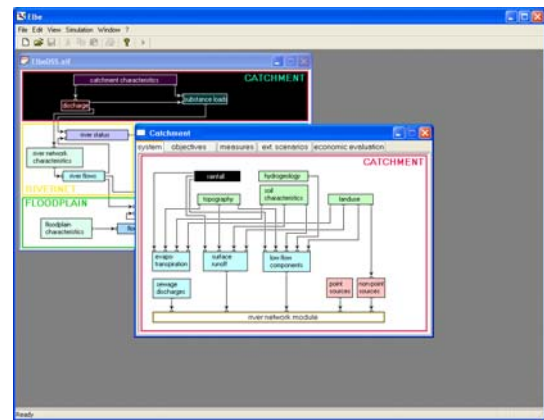 Elbe
File Edit View Simulation Window ?
ElbeDSS.slf
CATCHMENT
catchment characteristics
discharge
substance loads
river status
river network
characteristics
river flows
RIVERNET
FLOODPLAIN
floodplain
characteristics
Catchment
system objectives measures ext. scenarios economic evaluation
CATCHMENT
rainfall
hydrogeology
topography
soil
characteristics
landuse
evapo-
transpiration
surface
runoff
low flow
components
sewage
discharges
point
sources
non-point
sources
river network module
Ready